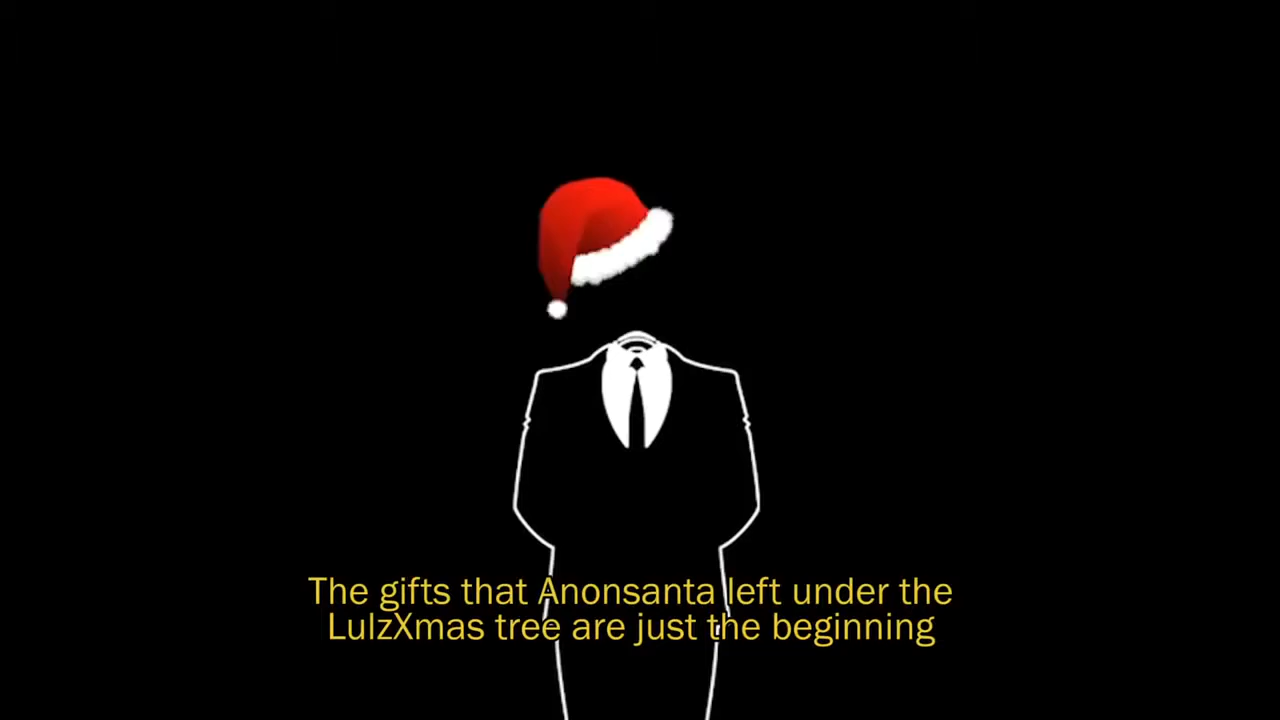 The gifts that Anonsanta left under the
LulzXmas tree are just the beginning